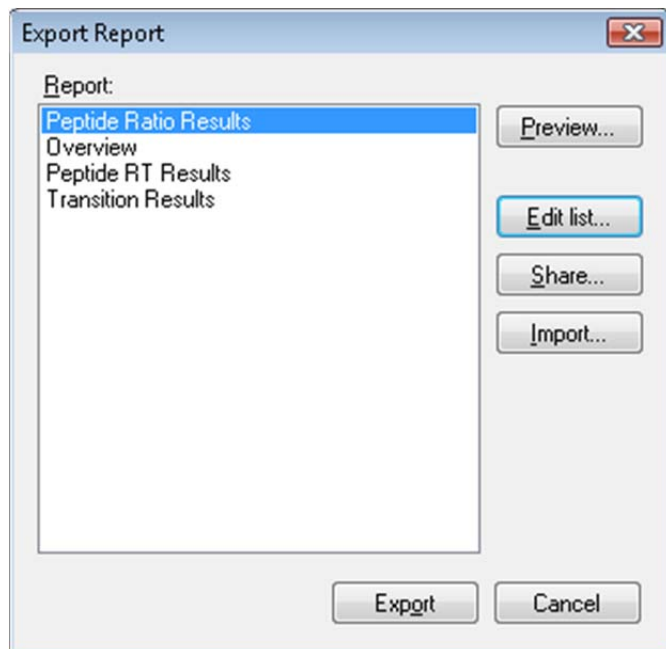 Export Report
Report:
Peptide Ratio Results
Overview
Peptide RT Results
Transition Results
Preview...
Edit list...
Share...
Import...
Export
Cancel